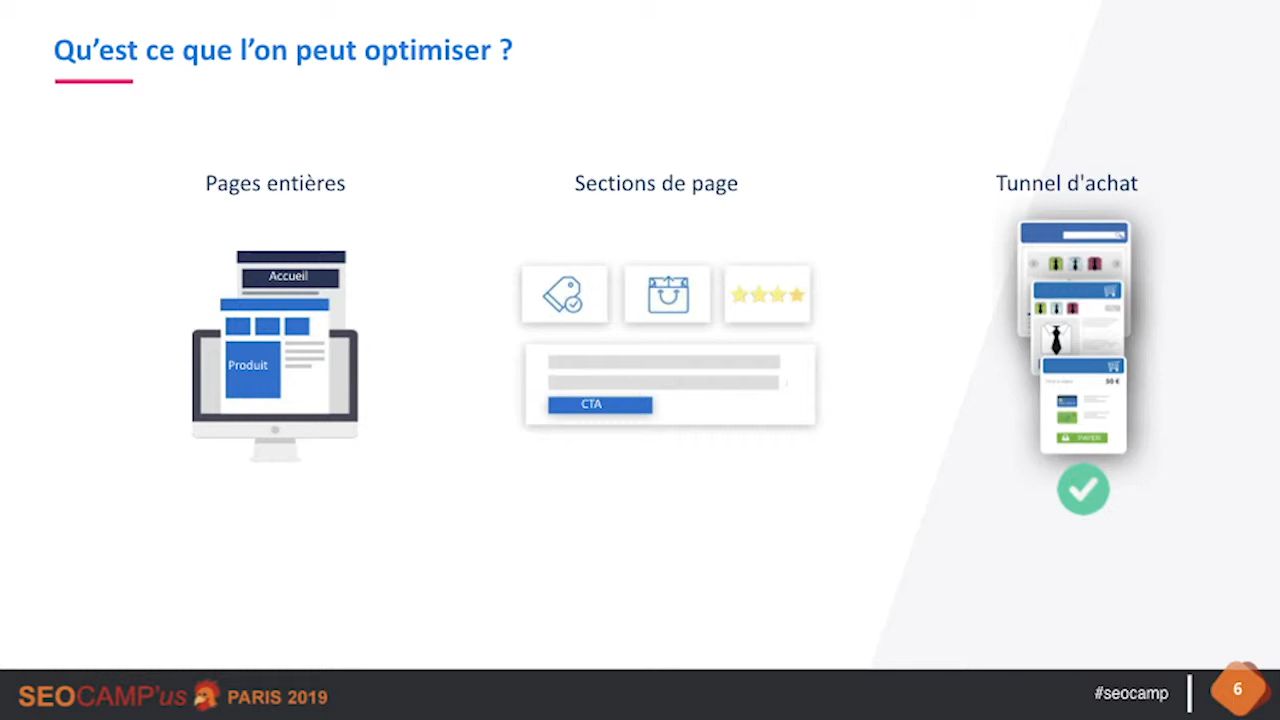 Qu’est ce que l’on peut optimiser ?
Pages entières
Sections de page
Tunnel d'achat
Accueil
Produit
CTA
50 €
SEOCAMP'us PARIS 2019
#seocamp
6